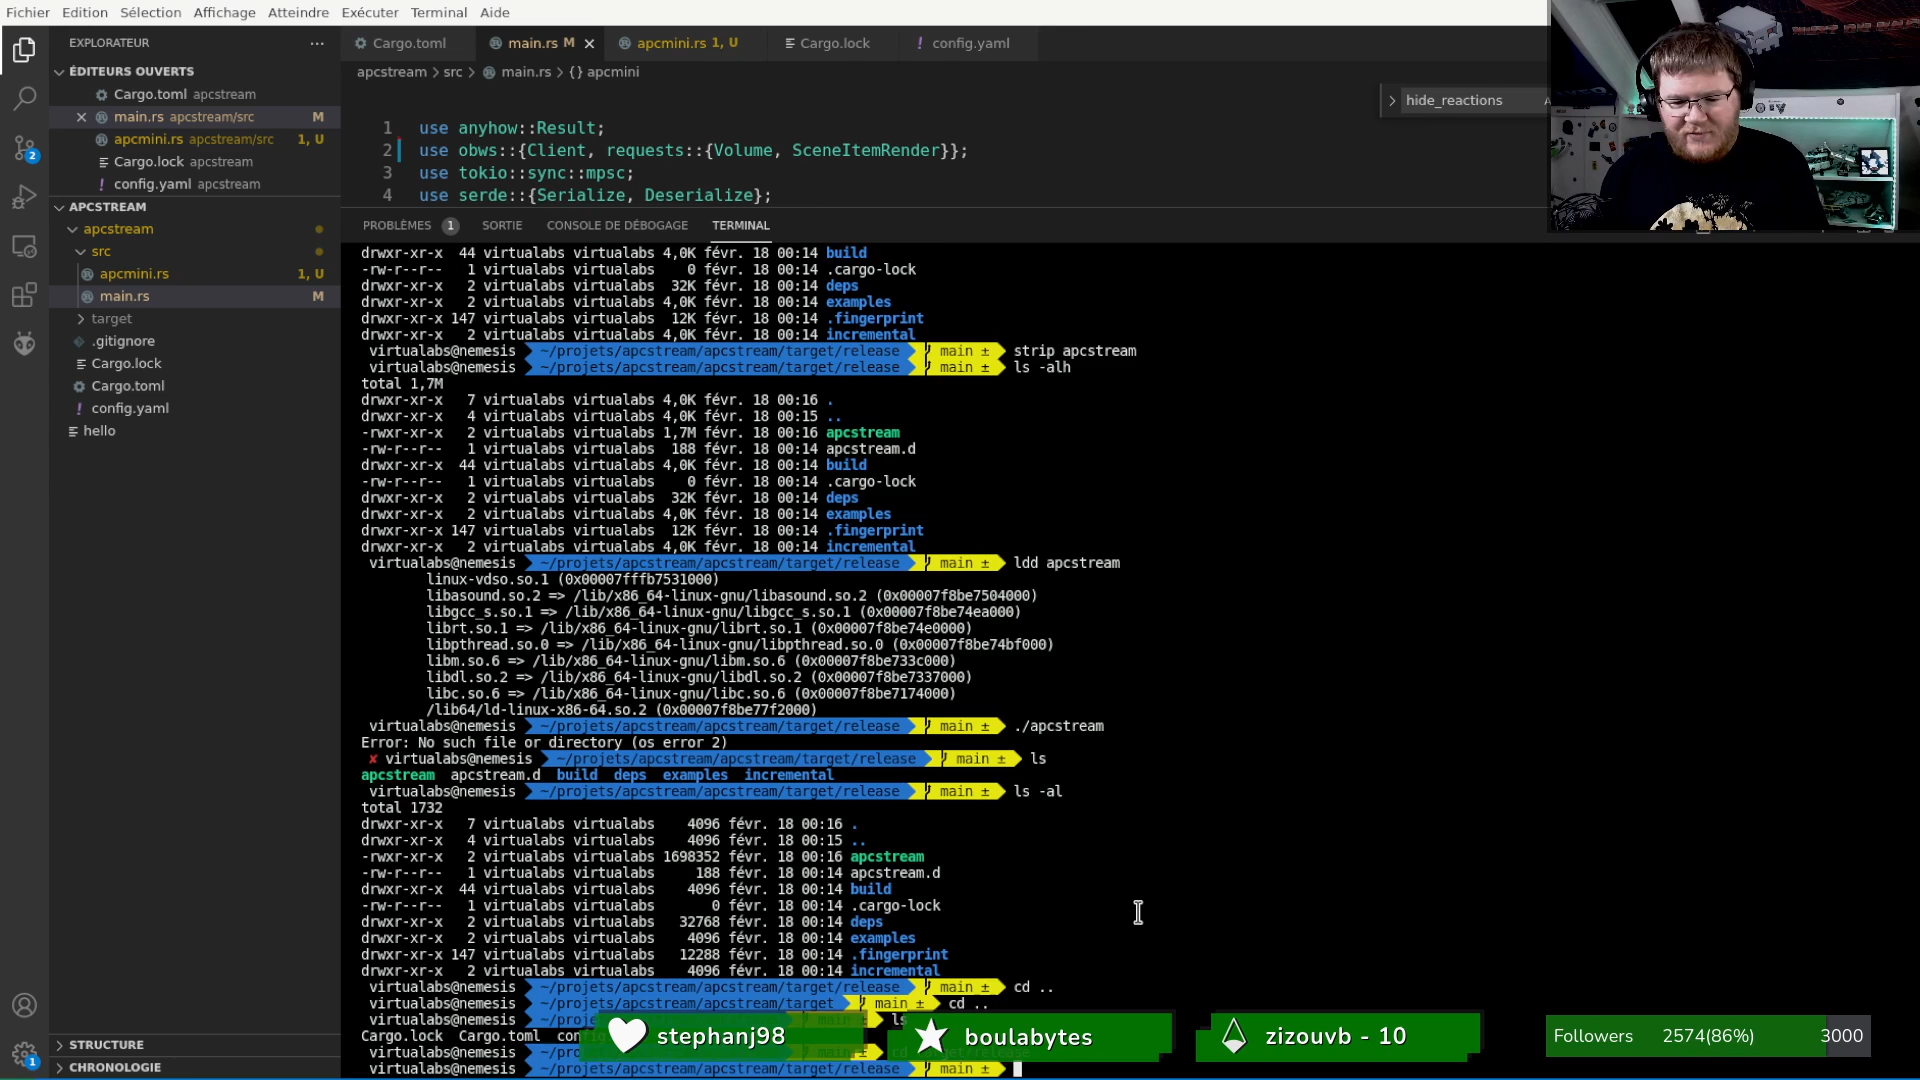 Fichier Edition Sélection Affichage Atteindre Exécuter Terminal Aide
EXPLORATEUR
ÉDITEURS OUVERTS
Cargo.toml apcstream
main.rs apcstream/src M
apcmini.rs apcstream/src 1, U
Cargo.lock apcstream
config.yaml apcstream
APCSTREAM
apcstream
src
apcmini.rs 1, U
main.rs M
target
.gitignore
Cargo.lock
Cargo.toml
config.yaml
hello
STRUCTURE
CHRONOLOGIE
2
1
Cargo.toml main.rs M apcmini.rs 1, U Cargo.lock config.yaml
apcstream > src > main.rs > {} apcmini
hide_reactions
1 use anyhow::Result;
2 use obws::{Client, requests::{Volume, SceneItemRender}};
3 use tokio::sync::mpsc;
4 use serde::{Serialize, Deserialize};
PROBLÈMES 1 SORTIE CONSOLE DE DÉBOGAGE TERMINAL
drwxr-xr-x 44 virtualabs virtualabs 4,0K févr. 18 00:14 build
-rw-r--r-- 1 virtualabs virtualabs 0 févr. 18 00:14 .cargo-lock
drwxr-xr-x 2 virtualabs virtualabs 32K févr. 18 00:14 deps
drwxr-xr-x 2 virtualabs virtualabs 4,0K févr. 18 00:14 examples
drwxr-xr-x 147 virtualabs virtualabs 12K févr. 18 00:14 .fingerprint
drwxr-xr-x 2 virtualabs virtualabs 4,0K févr. 18 00:14 incremental
virtualabs@nemesis ~/projets/apcstream/apcstream/target/release main ± strip apcstream
virtualabs@nemesis ~/projets/apcstream/apcstream/target/release main ± ls -alh
total 1,7M
drwxr-xr-x 7 virtualabs virtualabs 4,0K févr. 18 00:16 .
drwxr-xr-x 4 virtualabs virtualabs 4,0K févr. 18 00:15 ..
-rwxr-xr-x 2 virtualabs virtualabs 1,7M févr. 18 00:16 apcstream
-rw-r--r-- 1 virtualabs virtualabs 188 févr. 18 00:14 apcstream.d
drwxr-xr-x 44 virtualabs virtualabs 4,0K févr. 18 00:14 build
-rw-r--r-- 1 virtualabs virtualabs 0 févr. 18 00:14 .cargo-lock
drwxr-xr-x 2 virtualabs virtualabs 32K févr. 18 00:14 deps
drwxr-xr-x 2 virtualabs virtualabs 4,0K févr. 18 00:14 examples
drwxr-xr-x 147 virtualabs virtualabs 12K févr. 18 00:14 .fingerprint
drwxr-xr-x 2 virtualabs virtualabs 4,0K févr. 18 00:14 incremental
virtualabs@nemesis ~/projets/apcstream/apcstream/target/release main ± ldd apcstream
linux-vdso.so.1 (0x00007fffb7531000)
libasound.so.2 => /lib/x86_64-linux-gnu/libasound.so.2 (0x00007f8be7504000)
libgcc_s.so.1 => /lib/x86_64-linux-gnu/libgcc_s.so.1 (0x00007f8be74ea000)
librt.so.1 => /lib/x86_64-linux-gnu/librt.so.1 (0x00007f8be74e0000)
libpthread.so.0 => /lib/x86_64-linux-gnu/libpthread.so.0 (0x00007f8be74bf000)
libm.so.6 => /lib/x86_64-linux-gnu/libm.so.6 (0x00007f8be733c000)
libdl.so.2 => /lib/x86_64-linux-gnu/libdl.so.2 (0x00007f8be7337000)
libc.so.6 => /lib/x86_64-linux-gnu/libc.so.6 (0x00007f8be7174000)
/lib64/ld-linux-x86-64.so.2 (0x00007f8be77f2000)
virtualabs@nemesis ~/projets/apcstream/apcstream/target/release main ± ./apcstream
Error: No such file or directory (os error 2)
✘ virtualabs@nemesis ~/projets/apcstream/apcstream/target/release main ± ls
apcstream apcstream.d build deps examples incremental
virtualabs@nemesis ~/projets/apcstream/apcstream/target/release main ± ls -al
total 1732
drwxr-xr-x 7 virtualabs virtualabs 4096 févr. 18 00:16 .
drwxr-xr-x 4 virtualabs virtualabs 4096 févr. 18 00:15 ..
-rwxr-xr-x 2 virtualabs virtualabs 1698352 févr. 18 00:16 apcstream
-rw-r--r-- 1 virtualabs virtualabs 188 févr. 18 00:14 apcstream.d
drwxr-xr-x 44 virtualabs virtualabs 4096 févr. 18 00:14 build
-rw-r--r-- 1 virtualabs virtualabs 0 févr. 18 00:14 .cargo-lock
drwxr-xr-x 2 virtualabs virtualabs 32768 févr. 18 00:14 deps
drwxr-xr-x 2 virtualabs virtualabs 4096 févr. 18 00:14 examples
drwxr-xr-x 147 virtualabs virtualabs 12288 févr. 18 00:14 .fingerprint
drwxr-xr-x 2 virtualabs virtualabs 4096 févr. 18 00:14 incremental
virtualabs@nemesis ~/projets/apcstream/apcstream/target/release main ± cd ..
virtualabs@nemesis ~/projets/apcstream/apcstream/target main ± cd ..
virtualabs@nemesis ~/proje main ± ls
Cargo.lock Cargo.toml
virtualabs@nemesis ~/proje main ±
virtualabs@nemesis ~/projets/apcstream/apcstream/target/release main ±
stephanj98
boulabytes
zizouvb - 10
Followers 2574(86%) 3000